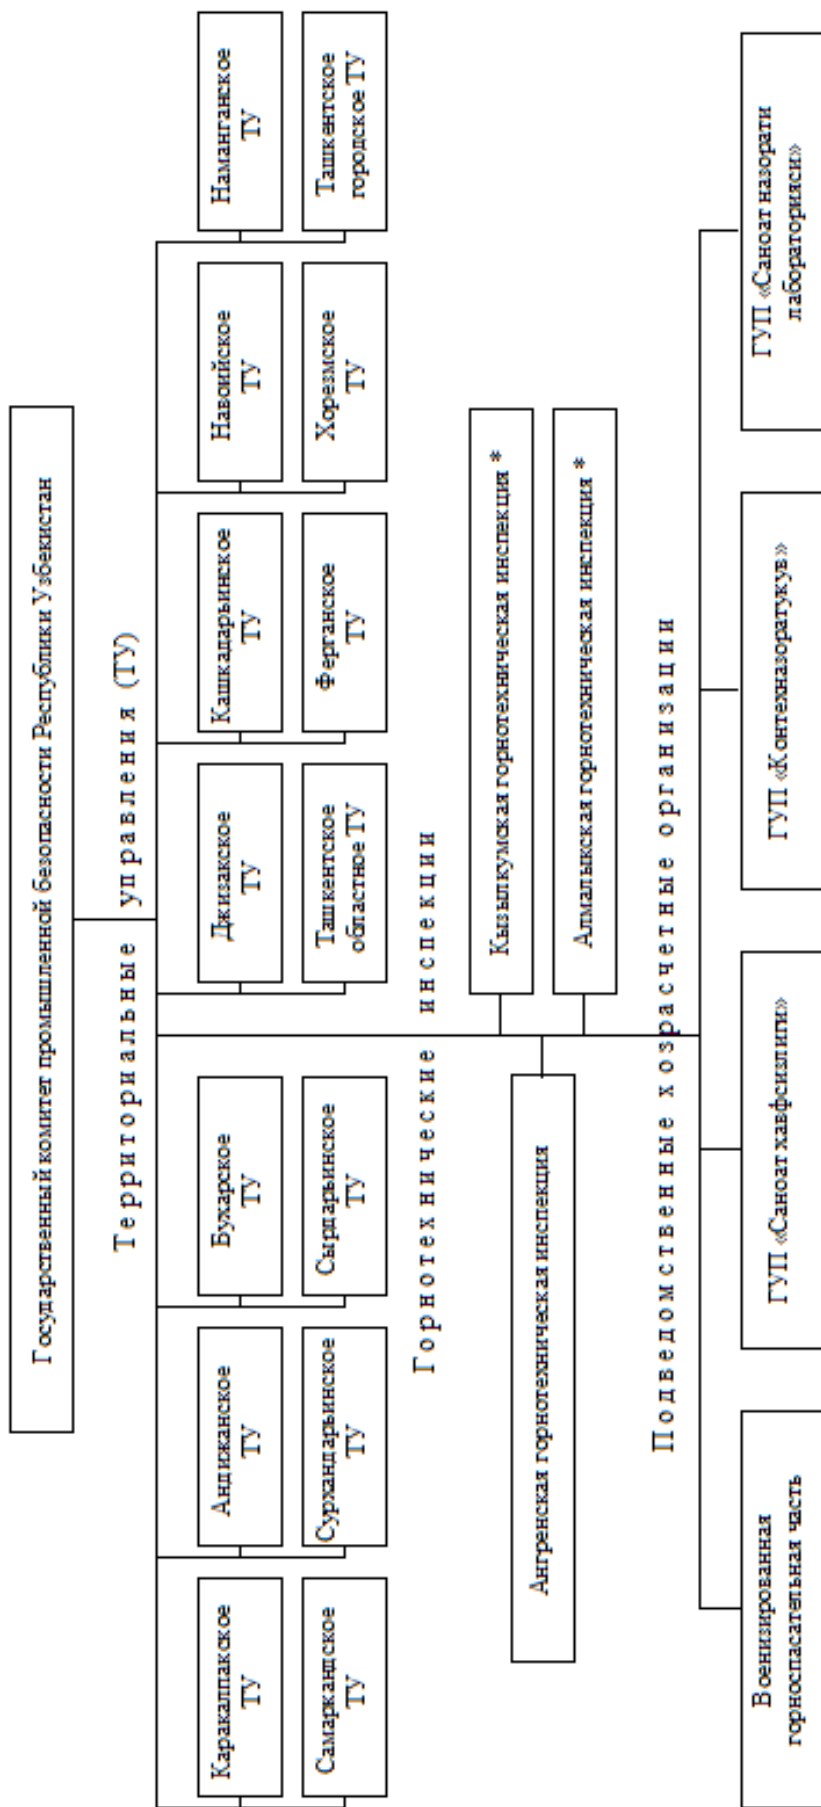 Государственный комитет промышленной безопасности Республики Узбекистан
Территориальные управления (ТУ)
Каракалпакское
ТУ
Андижанское
ТУ
Бухарское
ТУ
Джизакское
ТУ
Кашкадарьинское
ТУ
Навоийское
ТУ
Наманганское
ТУ
Самаркандское
ТУ
Сурхандарьинское
ТУ
Сырдарьинское
ТУ
Ташкентское
областное ТУ
Ферганское
ТУ
Хорезмское
ТУ
Ташкентское
городское ТУ
Горнотехнические инспекции
Ангренская горнотехническая инспекция
Кызылкумская горнотехническая инспекция *
Алмалыкская горнотехническая инспекция *
Подведомственные хозрасчетные организации
Военизированная
горноспасательная часть
ГУП «Саноат хавфсизлиги»
ГУП «Контехназоратукув»
ГУП «Саноат назорати
лабораторияси»